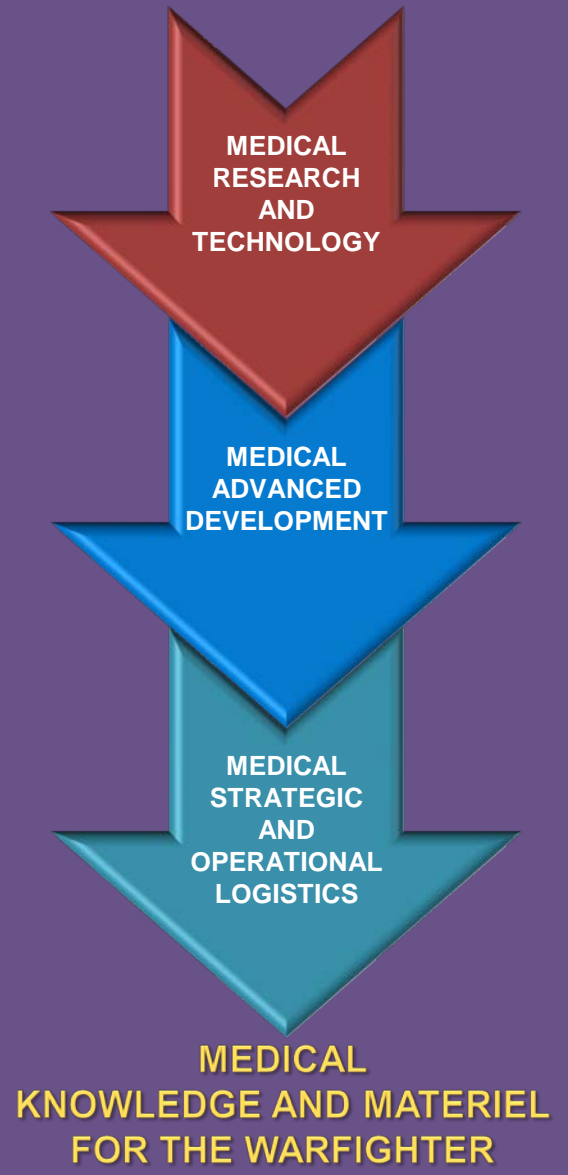 MEDICAL
RESEARCH
AND
TECHNOLOGY
MEDICAL
ADVANCED
DEVELOPMENT
MEDICAL
STRATEGIC
AND
OPERATIONAL
LOGISTICS
MEDICAL
KNOWLEDGE AND MATERIEL
FOR THE WARFIGHTER